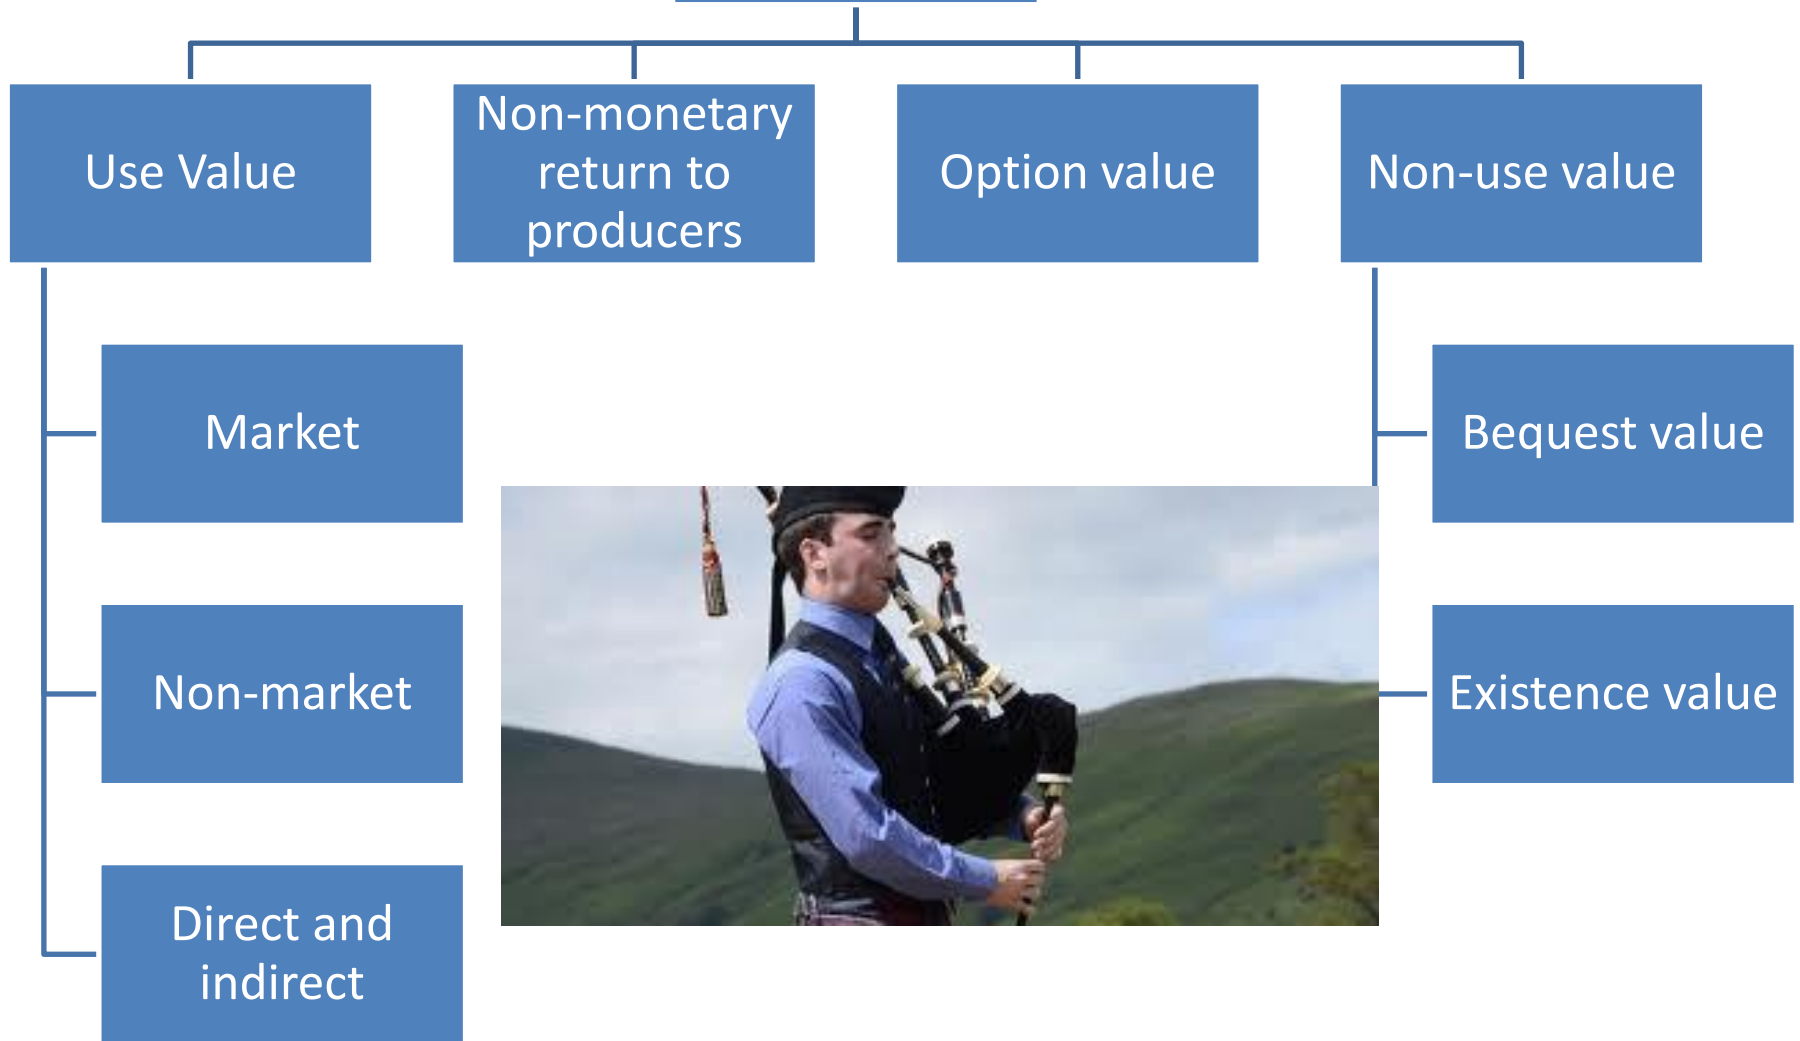 Use Value
Non-monetary
return to
producers
Option value
Non-use value
Market
Bequest value
Non-market
Existence value
Direct and
indirect